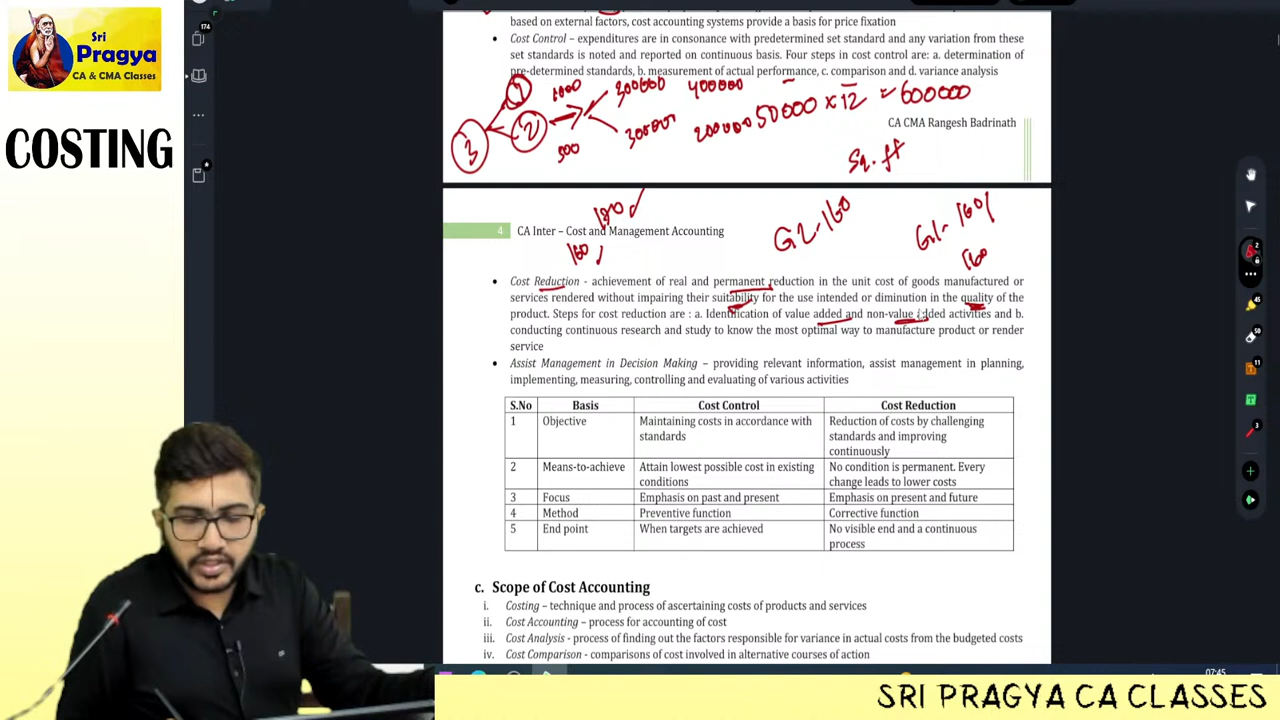 Sri
Pragya
CA & CMA Classes
COSTING
174
based on external factors, cost accounting systems provide a basis for price fixation
• Cost Control – expenditures are in consonance with predetermined set standard and any variation from these
set standards is noted and reported on continuous basis. Four steps in cost control are: a. determination of
pre-determined standards, b. measurement of actual performance, c. comparison and d. variance analysis
1
1000
300000
400000
50000 × 12 = 600000
3
2
500
300000
200000
CA CMA Rangesh Badrinath
Sq. ft
160
G2-160
G1-160
160
4 CA Inter – Cost and Management Accounting
• Cost Reduction - achievement of real and permanent reduction in the unit cost of goods manufactured or
services rendered without impairing their suitability for the use intended or diminution in the quality of the
product. Steps for cost reduction are : a. Identification of value added and non-value added activities and b.
conducting continuous research and study to know the most optimal way to manufacture product or render
service
• Assist Management in Decision Making – providing relevant information, assist management in planning,
implementing, measuring, controlling and evaluating of various activities
S.No Basis Cost Control Cost Reduction
1 Objective Maintaining costs in accordance with standards Reduction of costs by challenging standards and improving continuously
2 Means-to-achieve Attain lowest possible cost in existing conditions No condition is permanent. Every change leads to lower costs
3 Focus Emphasis on past and present Emphasis on present and future
4 Method Preventive function Corrective function
5 End point When targets are achieved No visible end and a continuous process
c. Scope of Cost Accounting
i. Costing – technique and process of ascertaining costs of products and services
ii. Cost Accounting – process for accounting of cost
iii. Cost Analysis - process of finding out the factors responsible for variance in actual costs from the budgeted costs
iv. Cost Comparison - comparisons of cost involved in alternative courses of action
07:45
SRI PRAGYA CA CLASSES